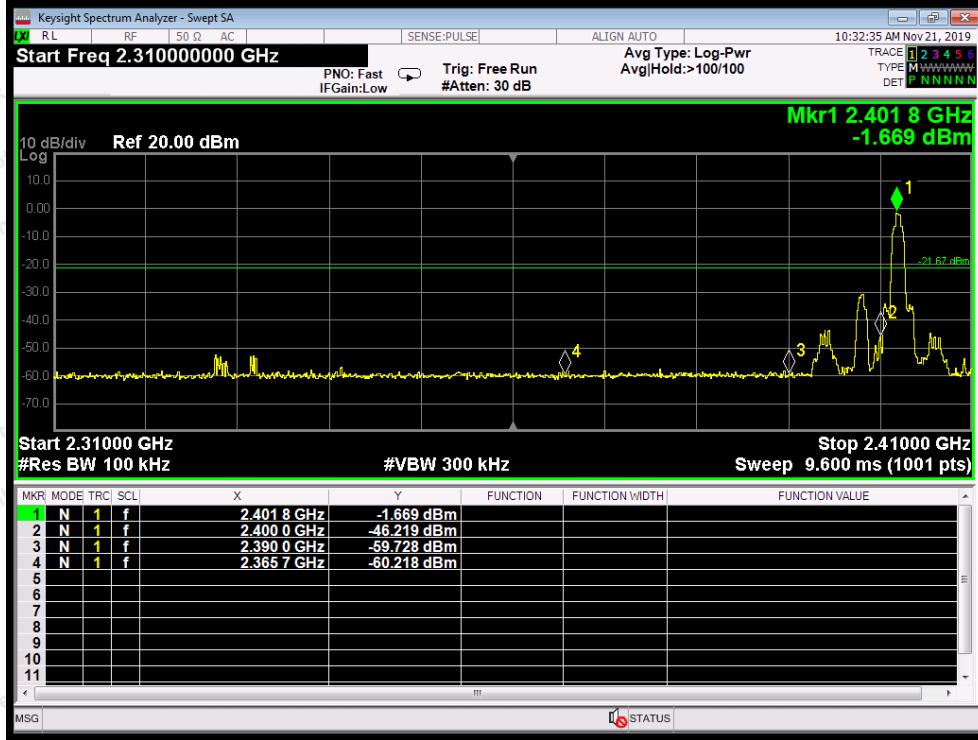 Keysight Spectrum Analyzer - Swept SA
LXI RL RF 50 Ω AC SENSE:PULSE ALIGN AUTO 10:32:35 AM Nov 21, 2019
Start Freq 2.310000000 GHz
PNO: Fast
IFGain:Low
Trig: Free Run
#Atten: 30 dB
Avg Type: Log-Pwr
Avg|Hold:>100/100
TRACE 1 2 3 4 5 6
TYPE M W W W W W
DET P N N N N N
Mkr1 2.401 8 GHz
-1.669 dBm
10 dB/div Ref 20.00 dBm
Log
10.0
0.00
-10.0
-20.0
-30.0
-40.0
-50.0
-60.0
-70.0
1
-21.67 dBm
2
3
4
Start 2.31000 GHz Stop 2.41000 GHz
#Res BW 100 kHz #VBW 300 kHz Sweep 9.600 ms (1001 pts)
MKR MODE TRC SCL X Y FUNCTION FUNCTION WIDTH FUNCTION VALUE
1 N 1 f 2.401 8 GHz -1.669 dBm
2 N 1 f 2.400 0 GHz -46.219 dBm
3 N 1 f 2.390 0 GHz -59.728 dBm
4 N 1 f 2.365 7 GHz -60.218 dBm
5
6
7
8
9
10
11
MSG STATUS